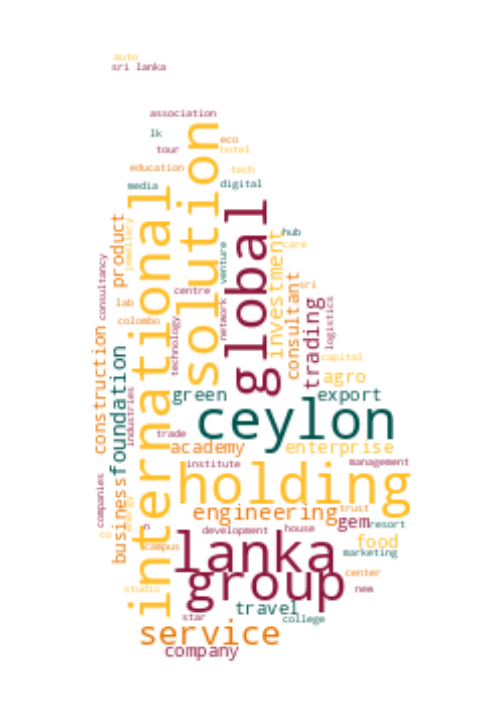 auto
sri lanka
association
lk
eco
tour
hotel
education
tech
media
digital
international
solution
global
product
jewellery
hub
care
investment
venture
consultancy
centre
sri
consultant
lab
trading
logistics
network
colombo
technology
construction
foundation
capital
agro
industries
green
export
ceylon
trade
academy
enterprise
institute
management
holding
companies
business
energy
engineering
trust
gem
resort
co
development
house
lanka
food
campus
marketing
group
center
studio
new
travel
star
college
service
company